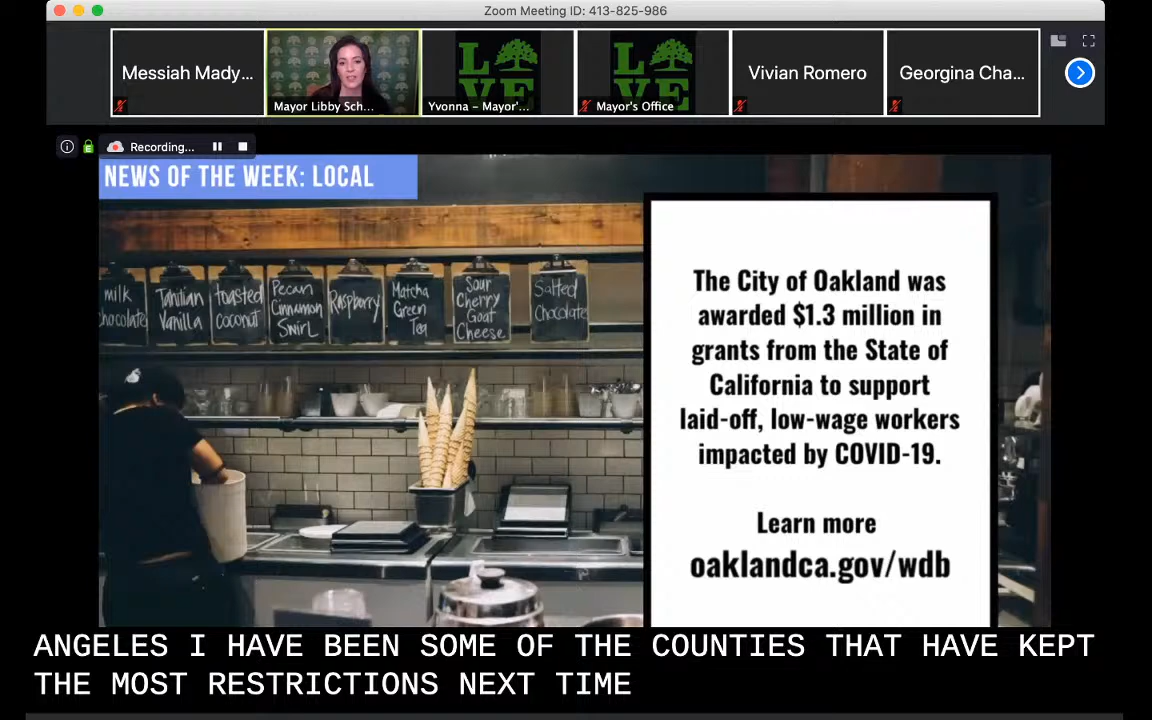 Zoom Meeting ID: 413-825-986
Messiah Mady...
Mayor Libby Sch...
LOVE
Yvonna – Mayor'...
LOVE
Mayor's Office
Vivian Romero
Georgina Cha...
Recording...
NEWS OF THE WEEK: LOCAL
milk
chocolate
Tahitian
Vanilla
toasted
coconut
Pecan
Cinnamon
Swirl
Raspberry
Matcha
Green
Tea
Sour
Cherry
Goat
Cheese
Salted
Chocolate
The City of Oakland was
awarded $1.3 million in
grants from the State of
California to support
laid-off, low-wage workers
impacted by COVID-19.
Learn more
oaklandca.gov/wdb
ANGELES I HAVE BEEN SOME OF THE COUNTIES THAT HAVE KEPT
THE MOST RESTRICTIONS NEXT TIME